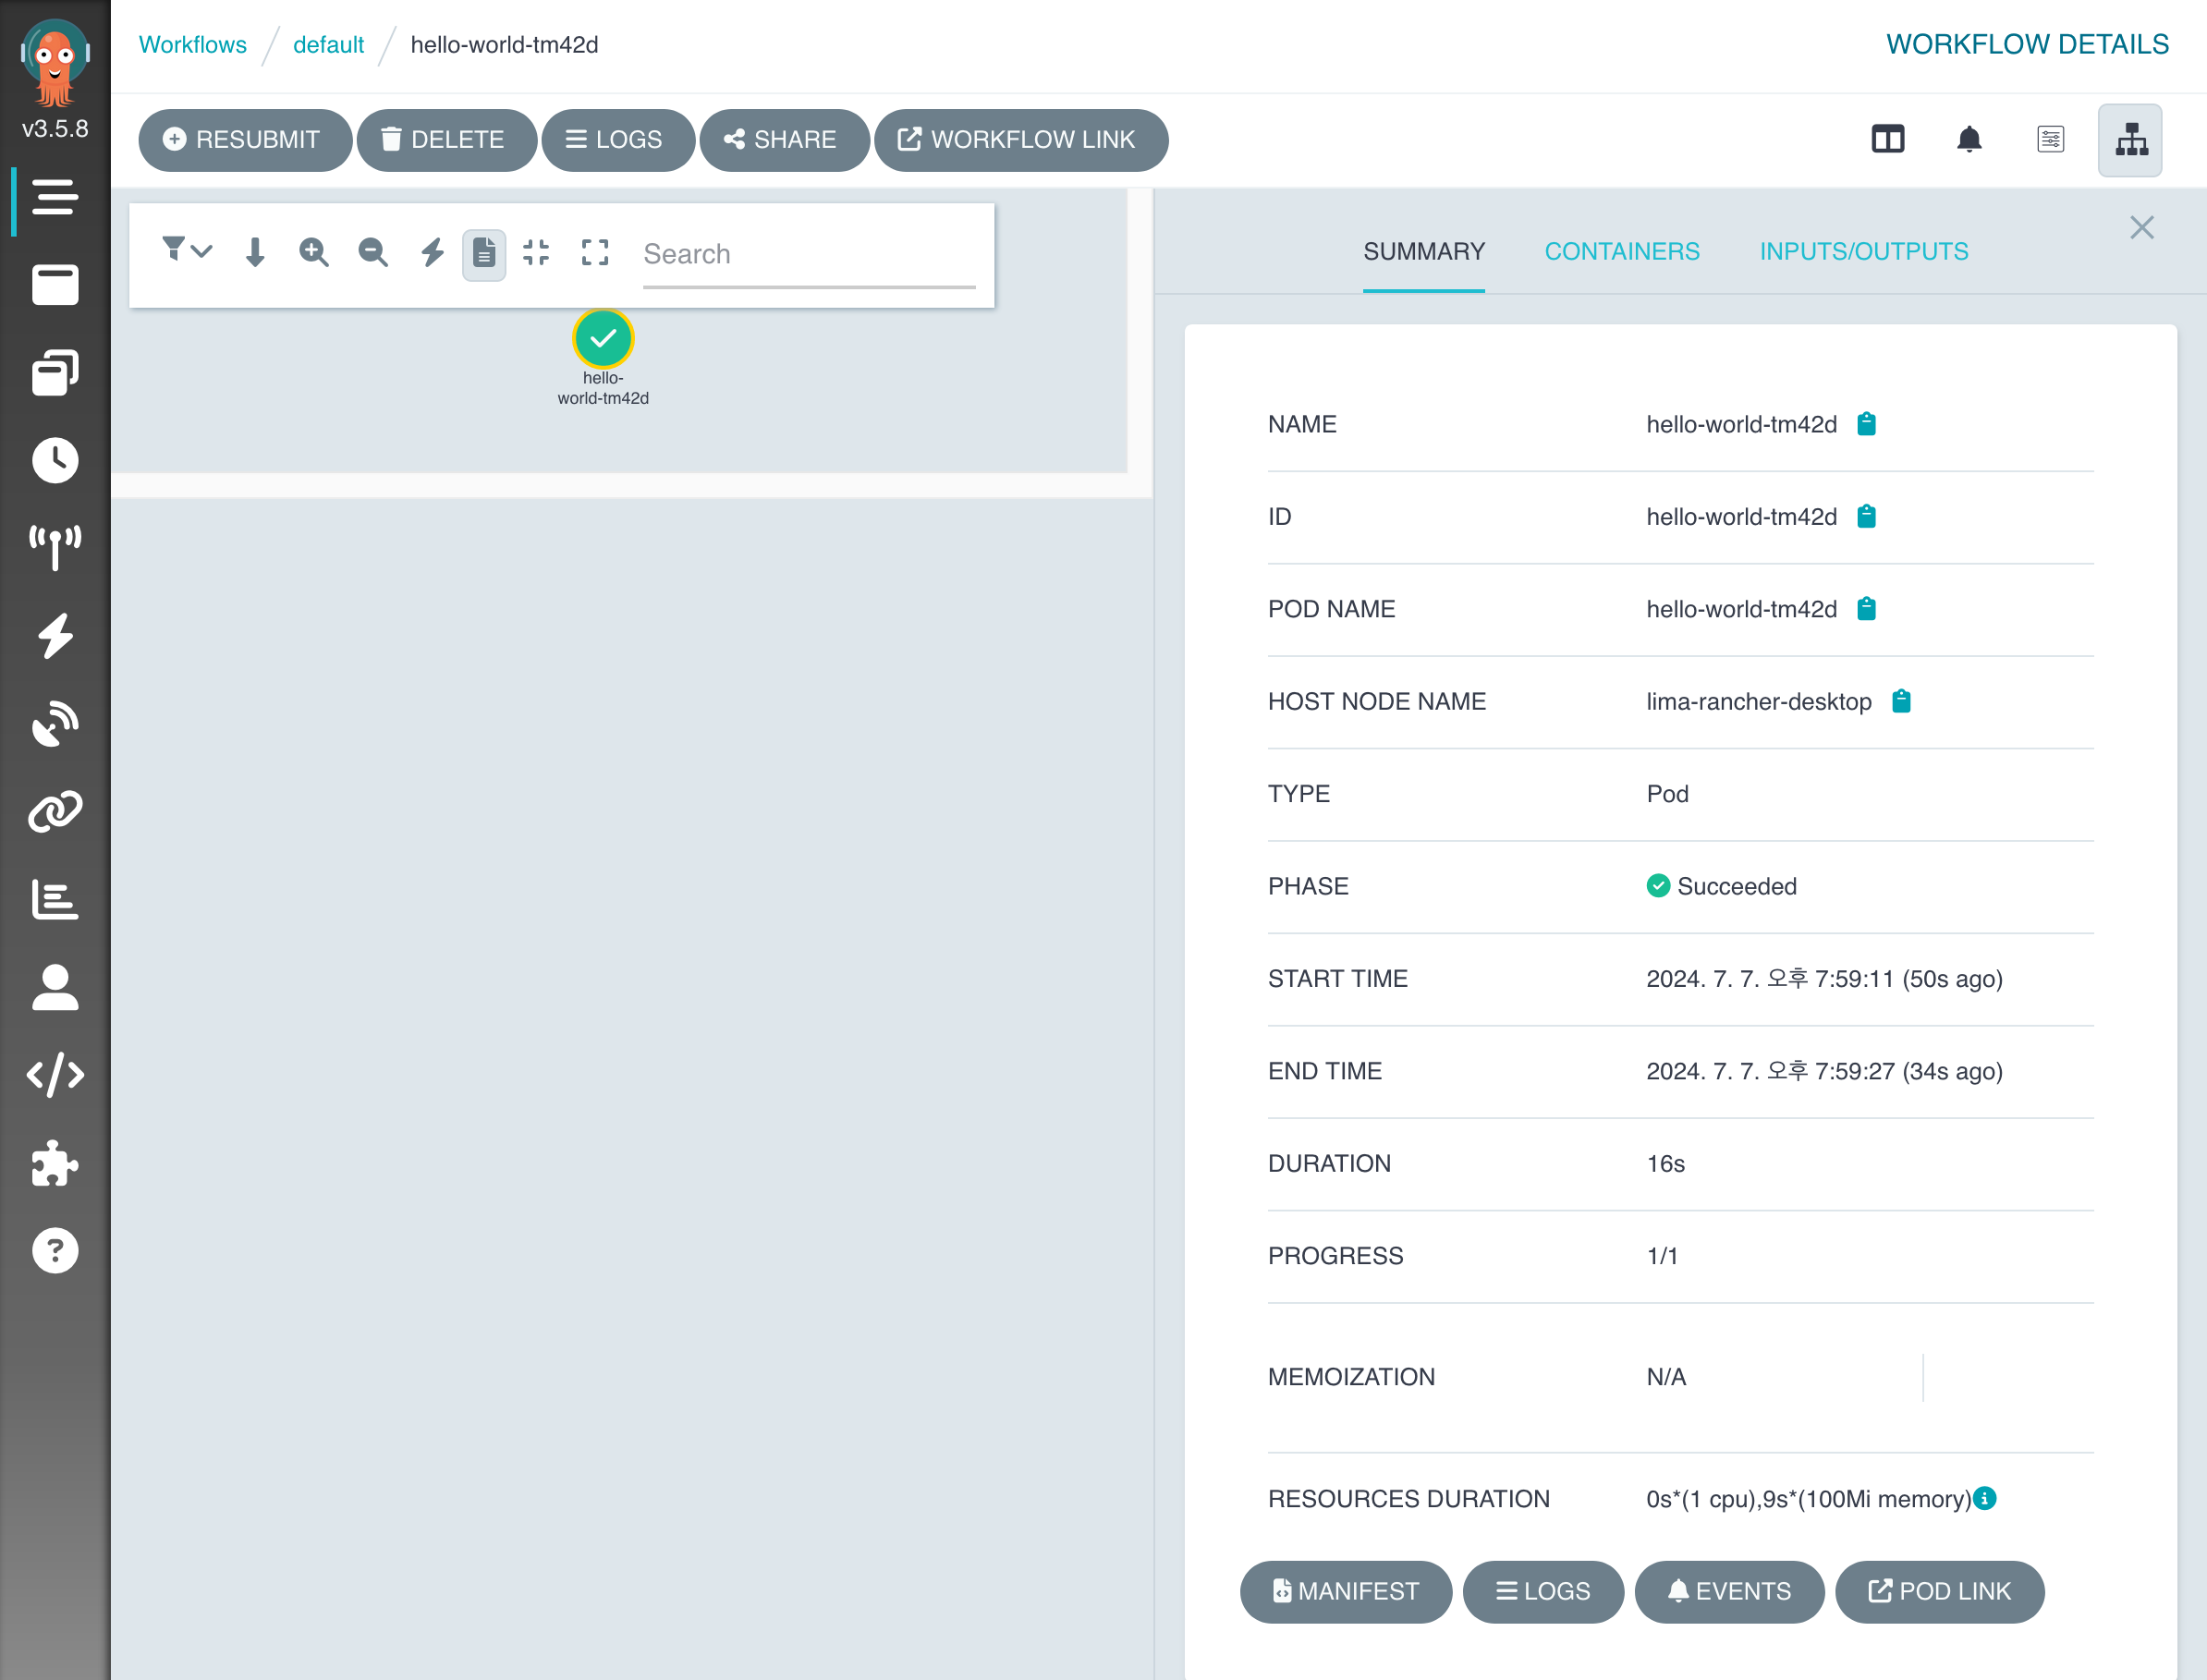 Workflows / default / hello-world-tm42d
WORKFLOW DETAILS
v3.5.8
RESUBMIT DELETE LOGS SHARE WORKFLOW LINK
Search
hello-
world-tm42d
SUMMARY CONTAINERS INPUTS/OUTPUTS
NAME hello-world-tm42d
ID hello-world-tm42d
POD NAME hello-world-tm42d
HOST NODE NAME lima-rancher-desktop
TYPE Pod
PHASE Succeeded
START TIME 2024. 7. 7. 오후 7:59:11 (50s ago)
END TIME 2024. 7. 7. 오후 7:59:27 (34s ago)
DURATION 16s
PROGRESS 1/1
MEMOIZATION N/A
RESOURCES DURATION 0s*(1 cpu),9s*(100Mi memory)
MANIFEST LOGS EVENTS POD LINK